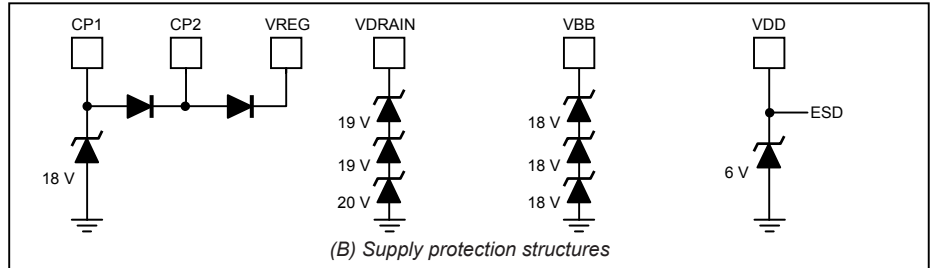 CP1 CP2 VREG VDRAIN VBB VDD
ESD
19 V 18 V
18 V 19 V 18 V 6 V
20 V 18 V
(B) Supply protection structures